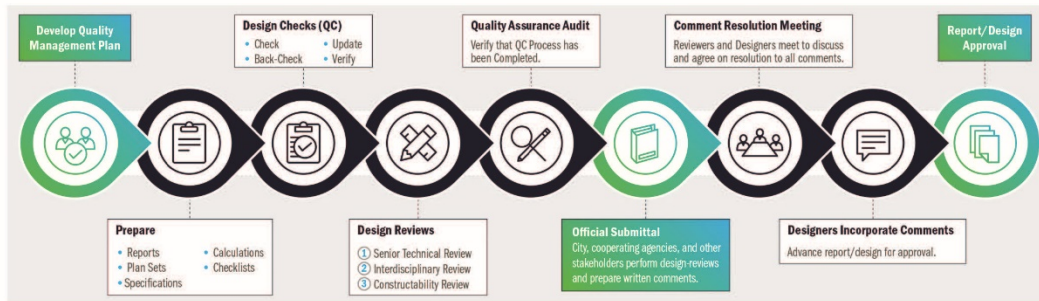 Develop Quality
Management Plan
Design Checks (QC)
• Check
• Update
• Back-Check
• Verify
Quality Assurance Audit
Verify that QC Process has
been Completed.
Comment Resolution Meeting
Reviewers and Designers meet to discuss
and agree on resolution to all comments.
Report/Design
Approval
Prepare
• Reports
• Calculations
• Plan Sets
• Checklists
• Specifications
Design Reviews
1 Senior Technical Review
2 Interdisciplinary Review
3 Constructability Review
Official Submittal
City, cooperating agencies, and other
stakeholders perform design-reviews
and prepare written comments.
Designers Incorporate Comments
Advance report/design for approval.